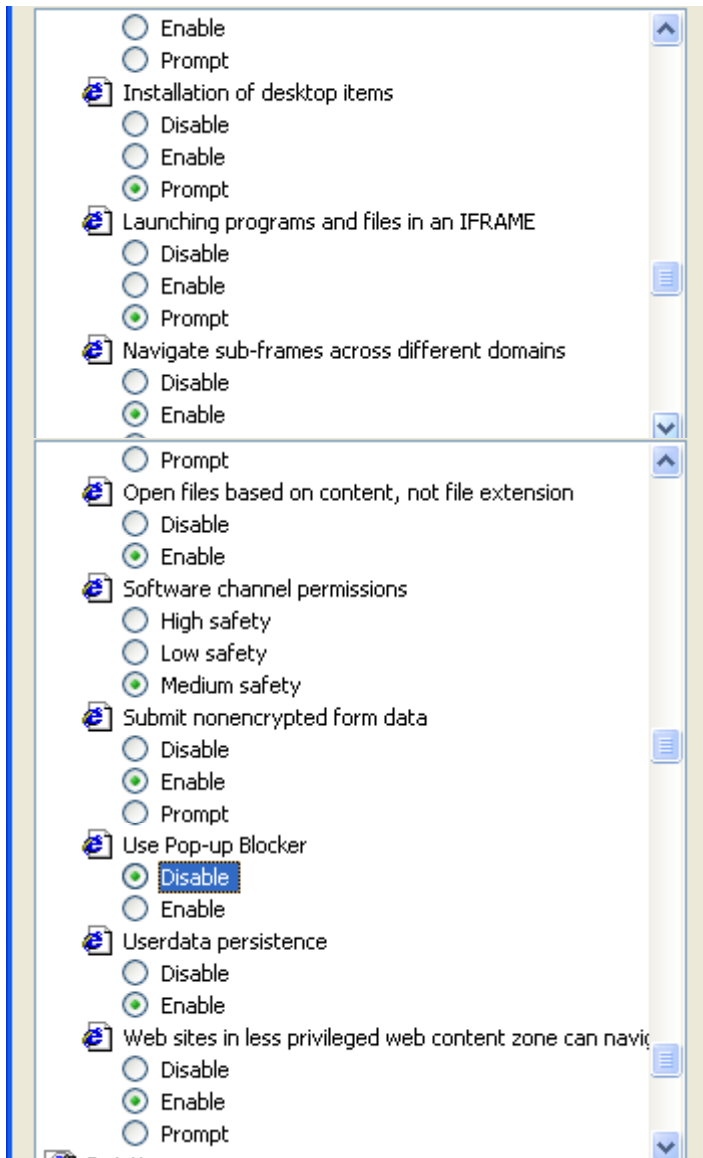 Enable
Prompt
Installation of desktop items
Disable
Enable
Prompt
Launching programs and files in an IFRAME
Disable
Enable
Prompt
Navigate sub-frames across different domains
Disable
Enable
Prompt
Open files based on content, not file extension
Disable
Enable
Software channel permissions
High safety
Low safety
Medium safety
Submit nonencrypted form data
Disable
Enable
Prompt
Use Pop-up Blocker
Disable
Enable
Userdata persistence
Disable
Enable
Web sites in less privileged web content zone can navig
Disable
Enable
Prompt